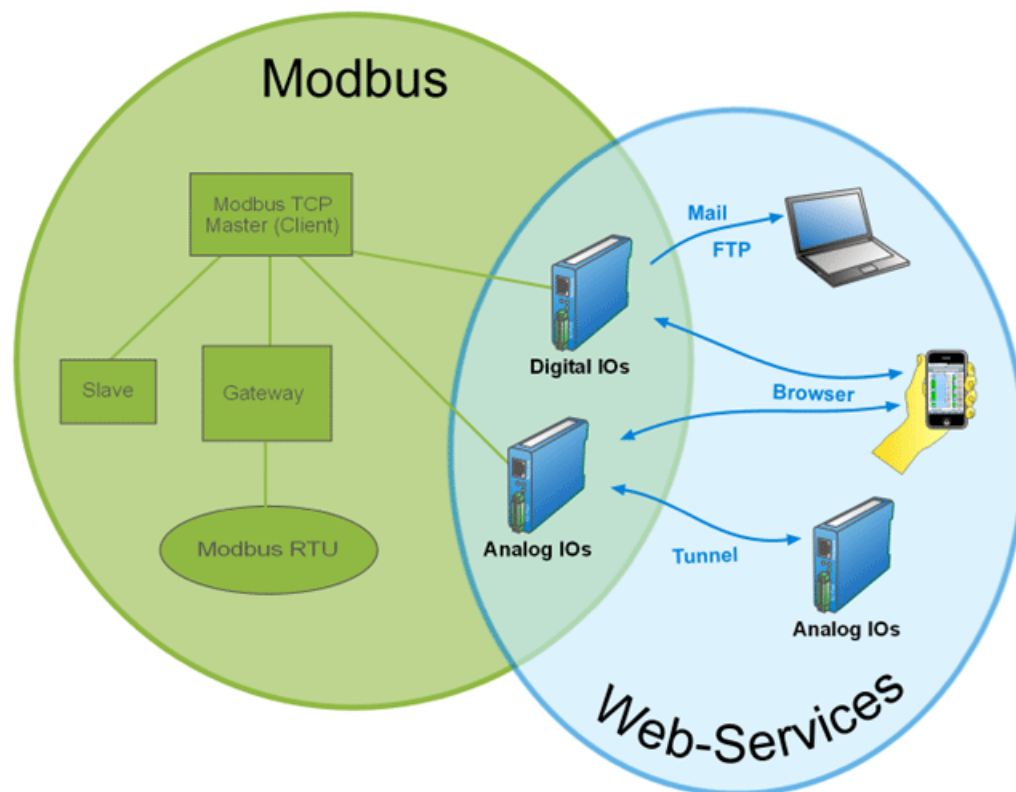 Modbus
Modbus TCP
Master (Client)
Slave
Gateway
Modbus RTU
Digital IOs
Analog IOs
Mail
FTP
Browser
Tunnel
Analog IOs
Web-Services